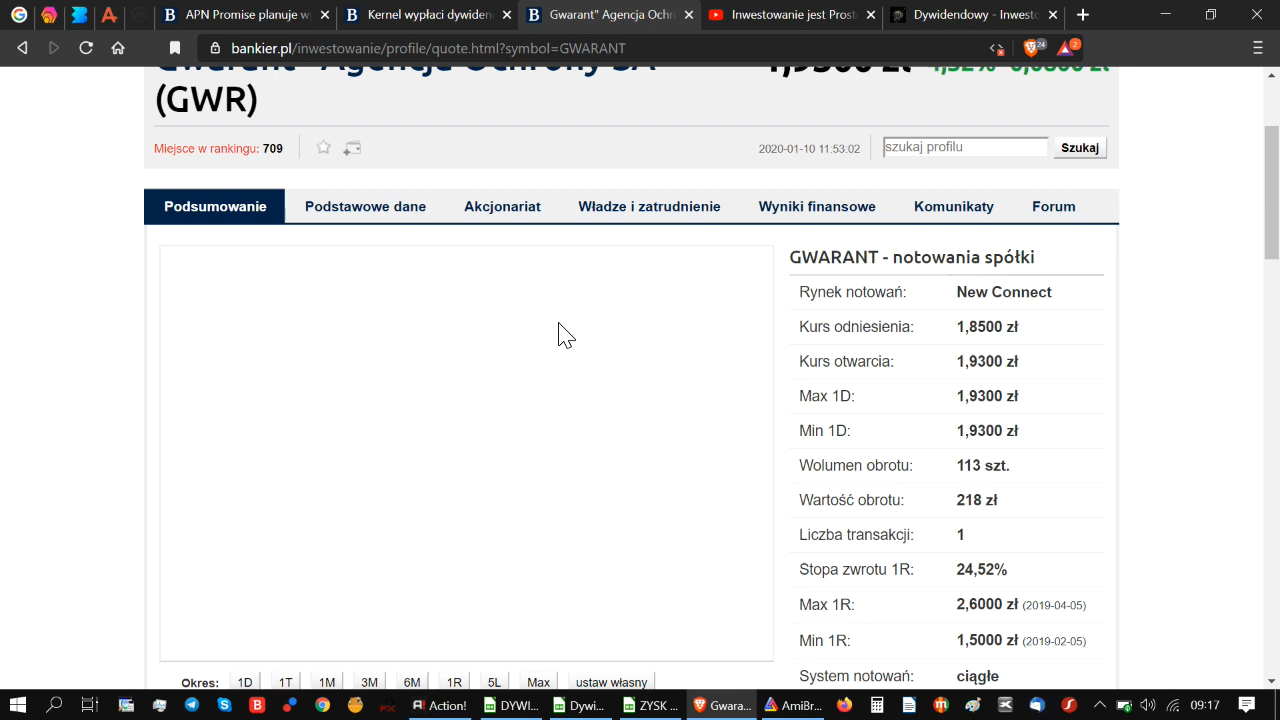 APN Promise planuje w
Kernel wypłaci dywiden
Gwarant" Agencja Ochr
Inwestowanie jest Prost
Dywidendowy - Inwest
bankier.pl/inwestowanie/profile/quote.html?symbol=GWARANT
24
2
(GWR)
Miejsce w rankingu: 709
2020-01-10 11:53:02
szukaj profilu
Szukaj
Podsumowanie
Podstawowe dane
Akcjonariat
Władze i zatrudnienie
Wyniki finansowe
Komunikaty
Forum
GWARANT - notowania spółki
Rynek notowań: New Connect
Kurs odniesienia: 1,8500 zł
Kurs otwarcia: 1,9300 zł
Max 1D: 1,9300 zł
Min 1D: 1,9300 zł
Wolumen obrotu: 113 szt.
Wartość obrotu: 218 zł
Liczba transakcji: 1
Stopa zwrotu 1R: 24,52%
Max 1R: 2,6000 zł (2019-04-05)
Min 1R: 1,5000 zł (2019-02-05)
System notowań: ciągłe
Okres: 1D 1T 1M 3M 6M 1R 5L Max ustaw własny
Action!
DYWI...
Dywi...
ZYSK ...
Gwara...
AmiBr...
09:17